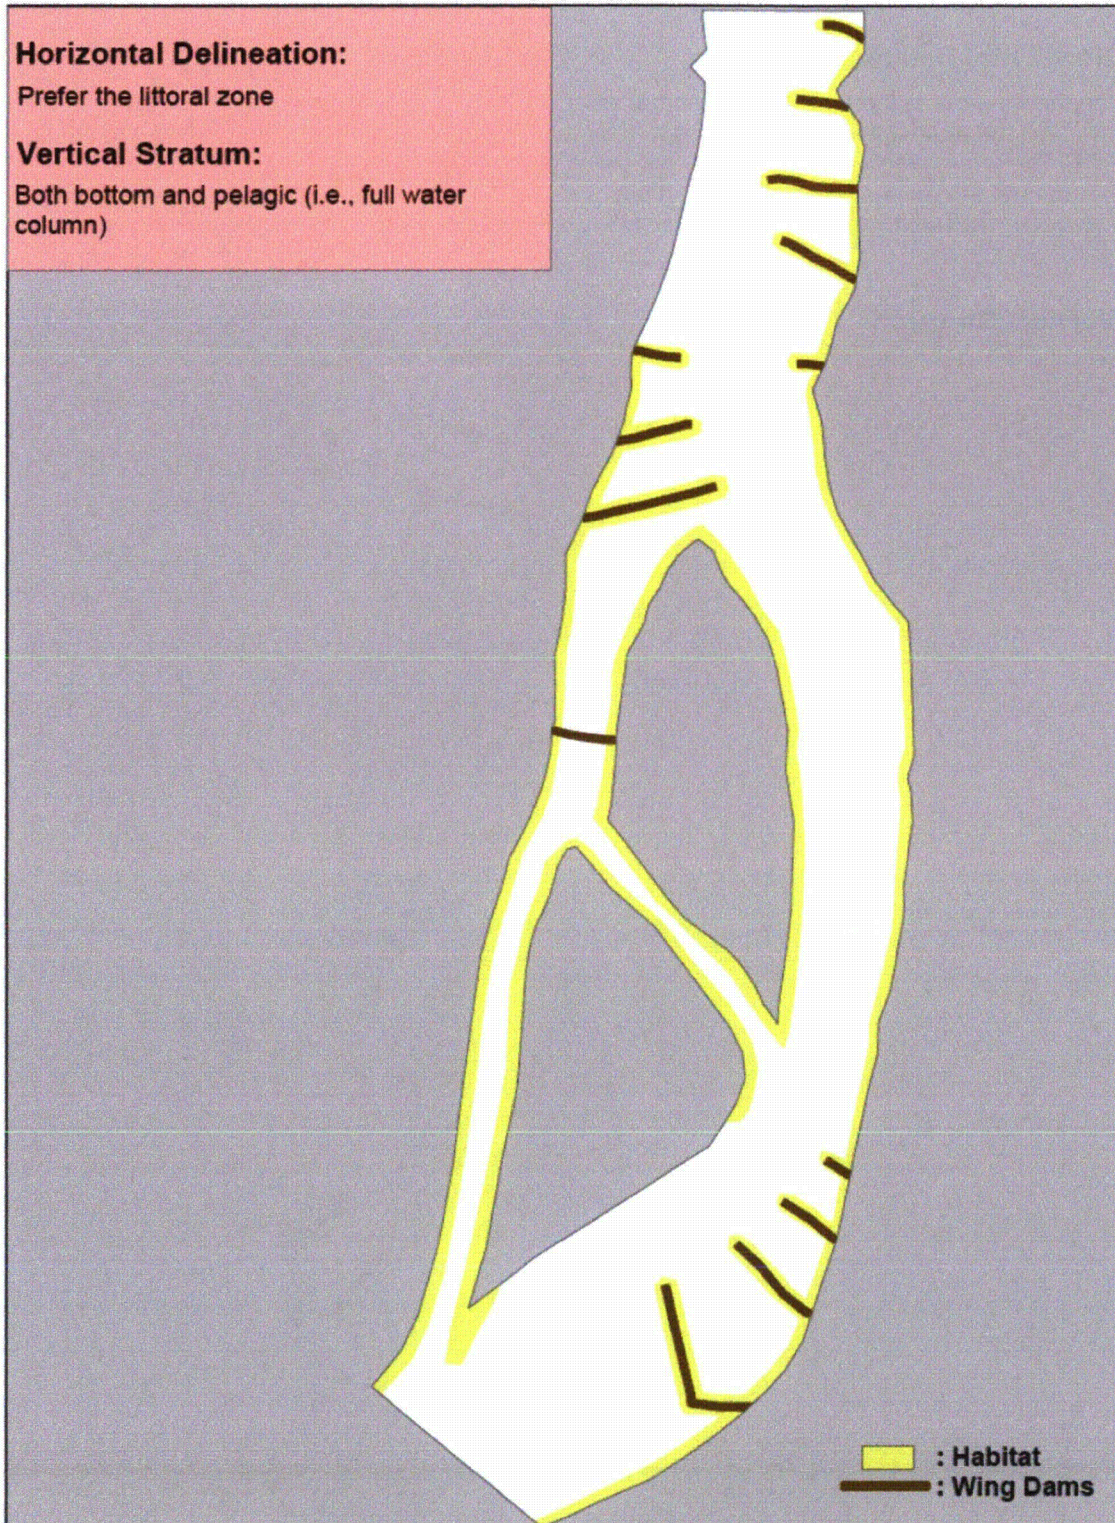 Horizontal Delineation:
Prefer the littoral zone
Vertical Stratum:
Both bottom and pelagic (i.e., full water
column)
: Habitat
: Wing Dams